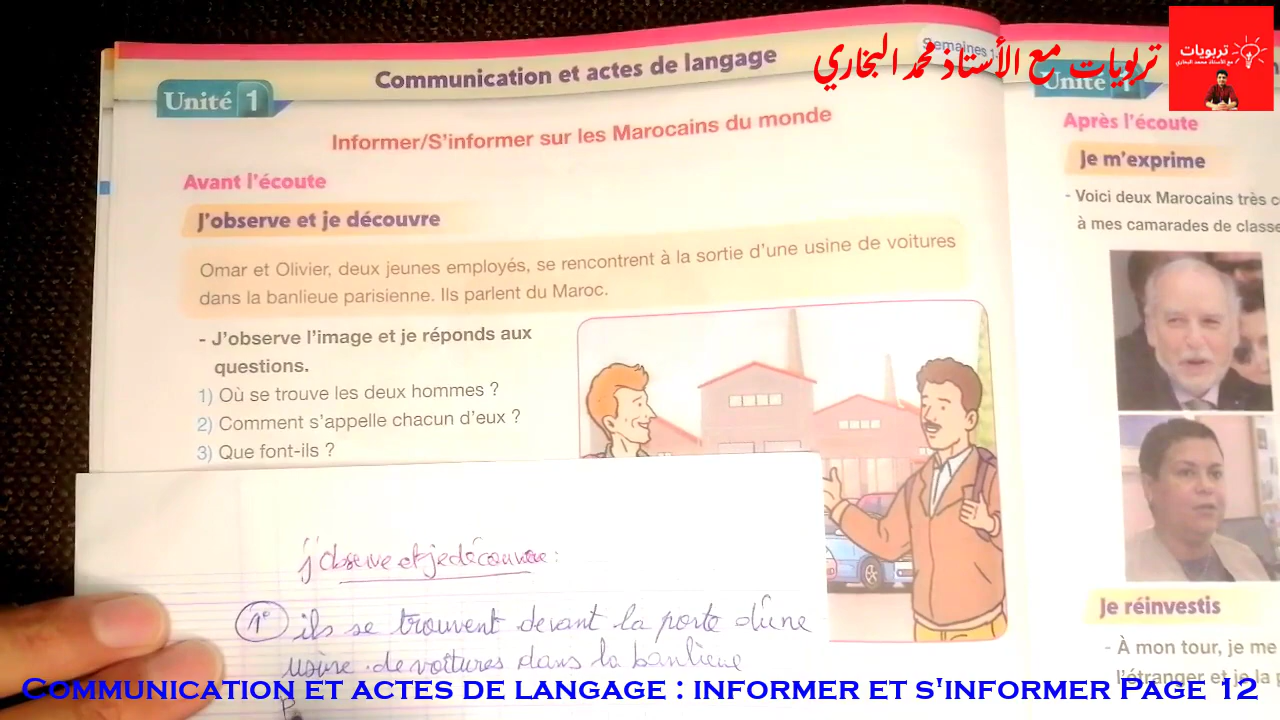 Semaines 1
تربويات مع الأستاذ محمد البخاري
تربويات
مع الأستاذ محمد البخاري
Communication et actes de langage
Unité 1
Informer/S'informer sur les Marocains du monde
Avant l'écoute
J'observe et je découvre
Omar et Olivier, deux jeunes employés, se rencontrent à la sortie d'une usine de voitures
dans la banlieue parisienne. Ils parlent du Maroc.
- J'observe l'image et je réponds aux
questions.
1) Où se trouve les deux hommes ?
2) Comment s'appelle chacun d'eux ?
3) Que font-ils ?
j'observe et je découvre :
1° ils se trouvent devant la porte d'une
usine de voitures dans la banlieue
Unité
Après l'écoute
Je m'exprime
- Voici deux Marocains très c
à mes camarades de classe
Je réinvestis
- À mon tour, je me
l'étranger et je la p
Communication et actes de langage : informer et s'informer Page 12